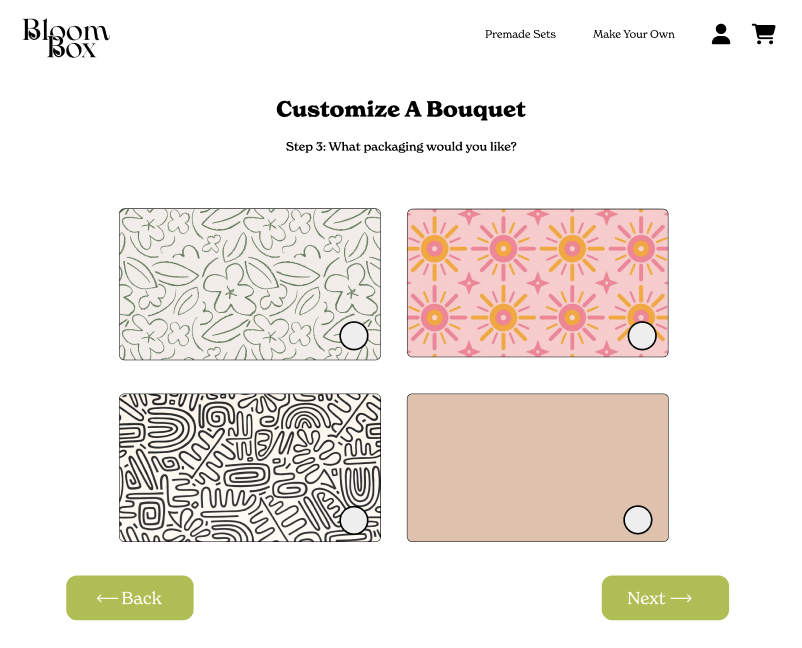 Bloom
Box
Premade Sets
Make Your Own
Customize A Bouquet
Step 3: What packaging would you like?
← Back
Next →